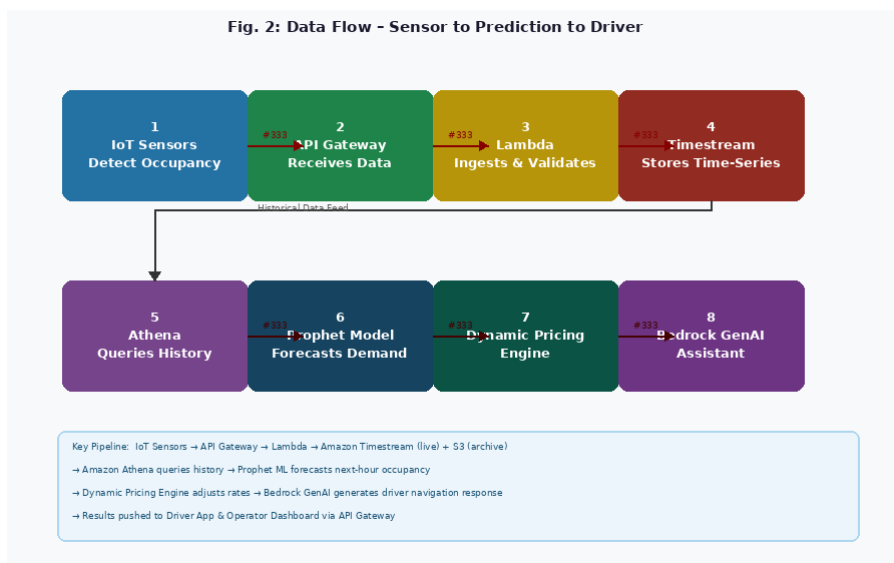 Fig. 2: Data Flow – Sensor to Prediction to Driver
1
IoT Sensors
Detect Occupancy
#333
2
API Gateway
Receives Data
#333
3
Lambda
Ingests & Validates
#333
4
Timestream
Stores Time-Series
Historical Data Feed
5
Athena
Queries History
#333
6
Prophet Model
Forecasts Demand
#333
7
Dynamic Pricing
Engine
#333
8
Bedrock GenAI
Assistant
Key Pipeline: IoT Sensors → API Gateway → Lambda → Amazon Timestream (live) + S3 (archive)
→ Amazon Athena queries history → Prophet ML forecasts next-hour occupancy
→ Dynamic Pricing Engine adjusts rates → Bedrock GenAI generates driver navigation response
→ Results pushed to Driver App & Operator Dashboard via API Gateway